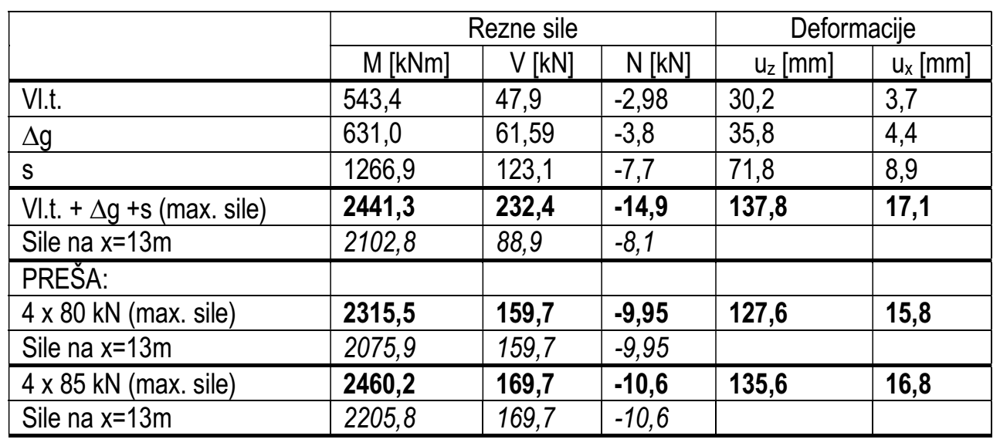 Rezne sile Deformacije
M [kNm] V [kN] N [kN] uz [mm] ux [mm]
Vl.t. 543,4 47,9 -2,98 30,2 3,7
Δg 631,0 61,59 -3,8 35,8 4,4
s 1266,9 123,1 -7,7 71,8 8,9
Vl.t. + Δg +s (max. sile) 2441,3 232,4 -14,9 137,8 17,1
Sile na x=13m 2102,8 88,9 -8,1
PREŠA:
4 x 80 kN (max. sile) 2315,5 159,7 -9,95 127,6 15,8
Sile na x=13m 2075,9 159,7 -9,95
4 x 85 kN (max. sile) 2460,2 169,7 -10,6 135,6 16,8
Sile na x=13m 2205,8 169,7 -10,6